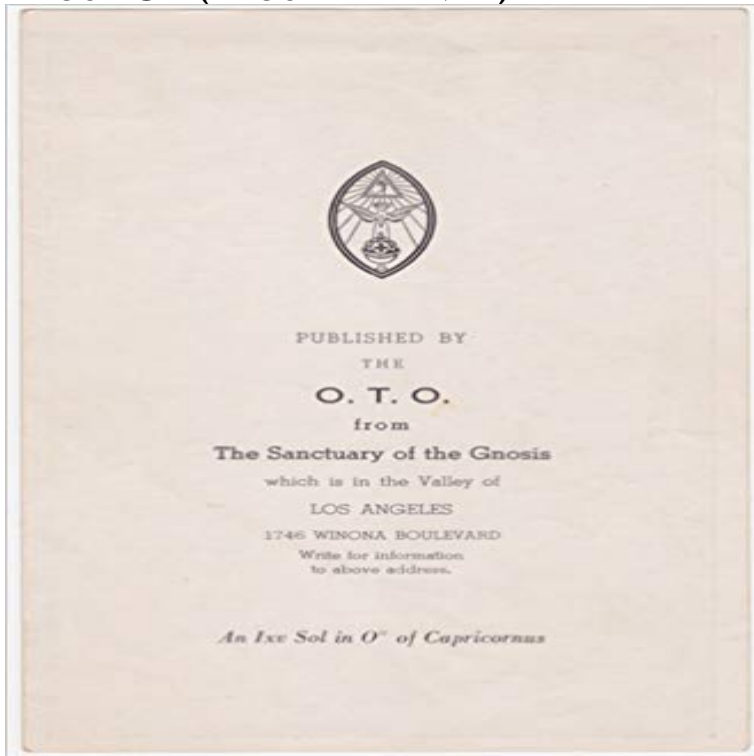 PUBLISHED BY
THE
O. T. O.
from
The Sanctuary of the Gnosis
which is in the Valley of
LOS ANGELES
1746 WINONA BOULEVARD
Write for information
to above address.
An Ixv Sol in O° of Capricornus